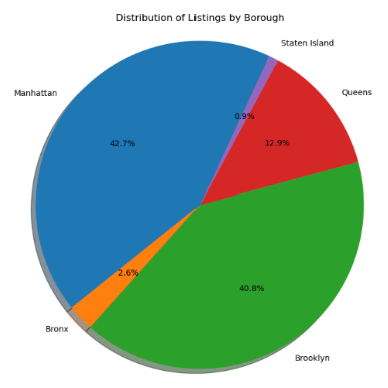 Distribution of Listings by Borough
Staten Island
Manhattan
Queens
0.9%
42.7%
12.9%
2.6%
40.8%
Bronx
Brooklyn